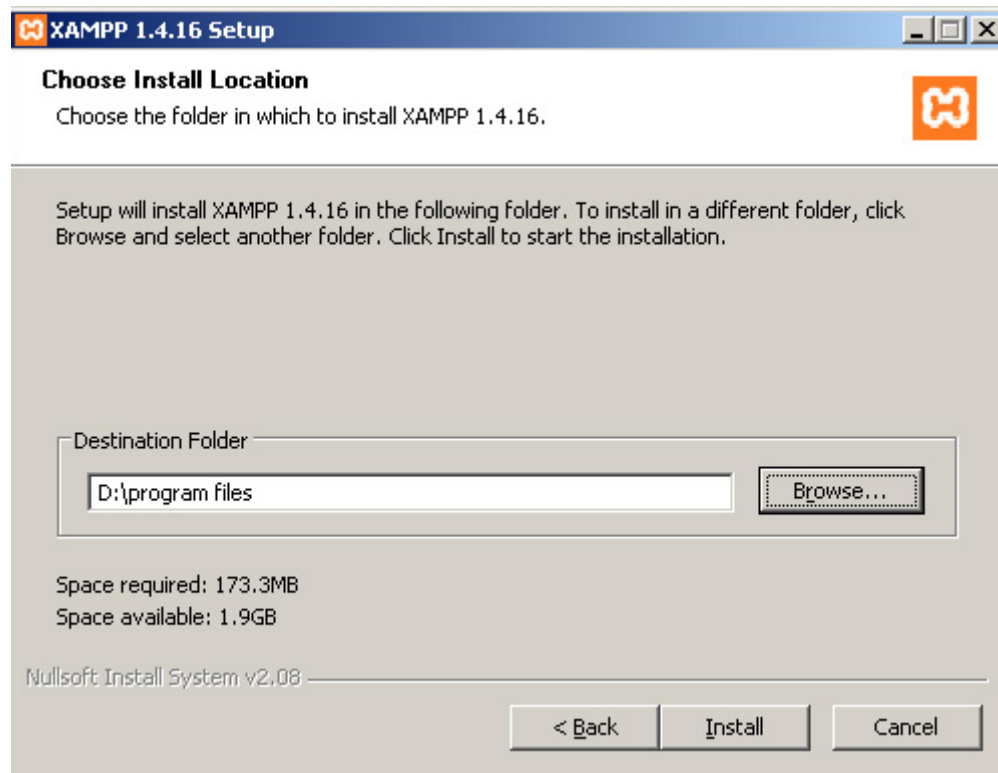 XAMPP 1.4.16 Setup
Choose Install Location
Choose the folder in which to install XAMPP 1.4.16.
Setup will install XAMPP 1.4.16 in the following folder. To install in a different folder, click
Browse and select another folder. Click Install to start the installation.
Destination Folder
D:\program files
Browse...
Space required: 173.3MB
Space available: 1.9GB
Nullsoft Install System v2.08
< Back
Install
Cancel